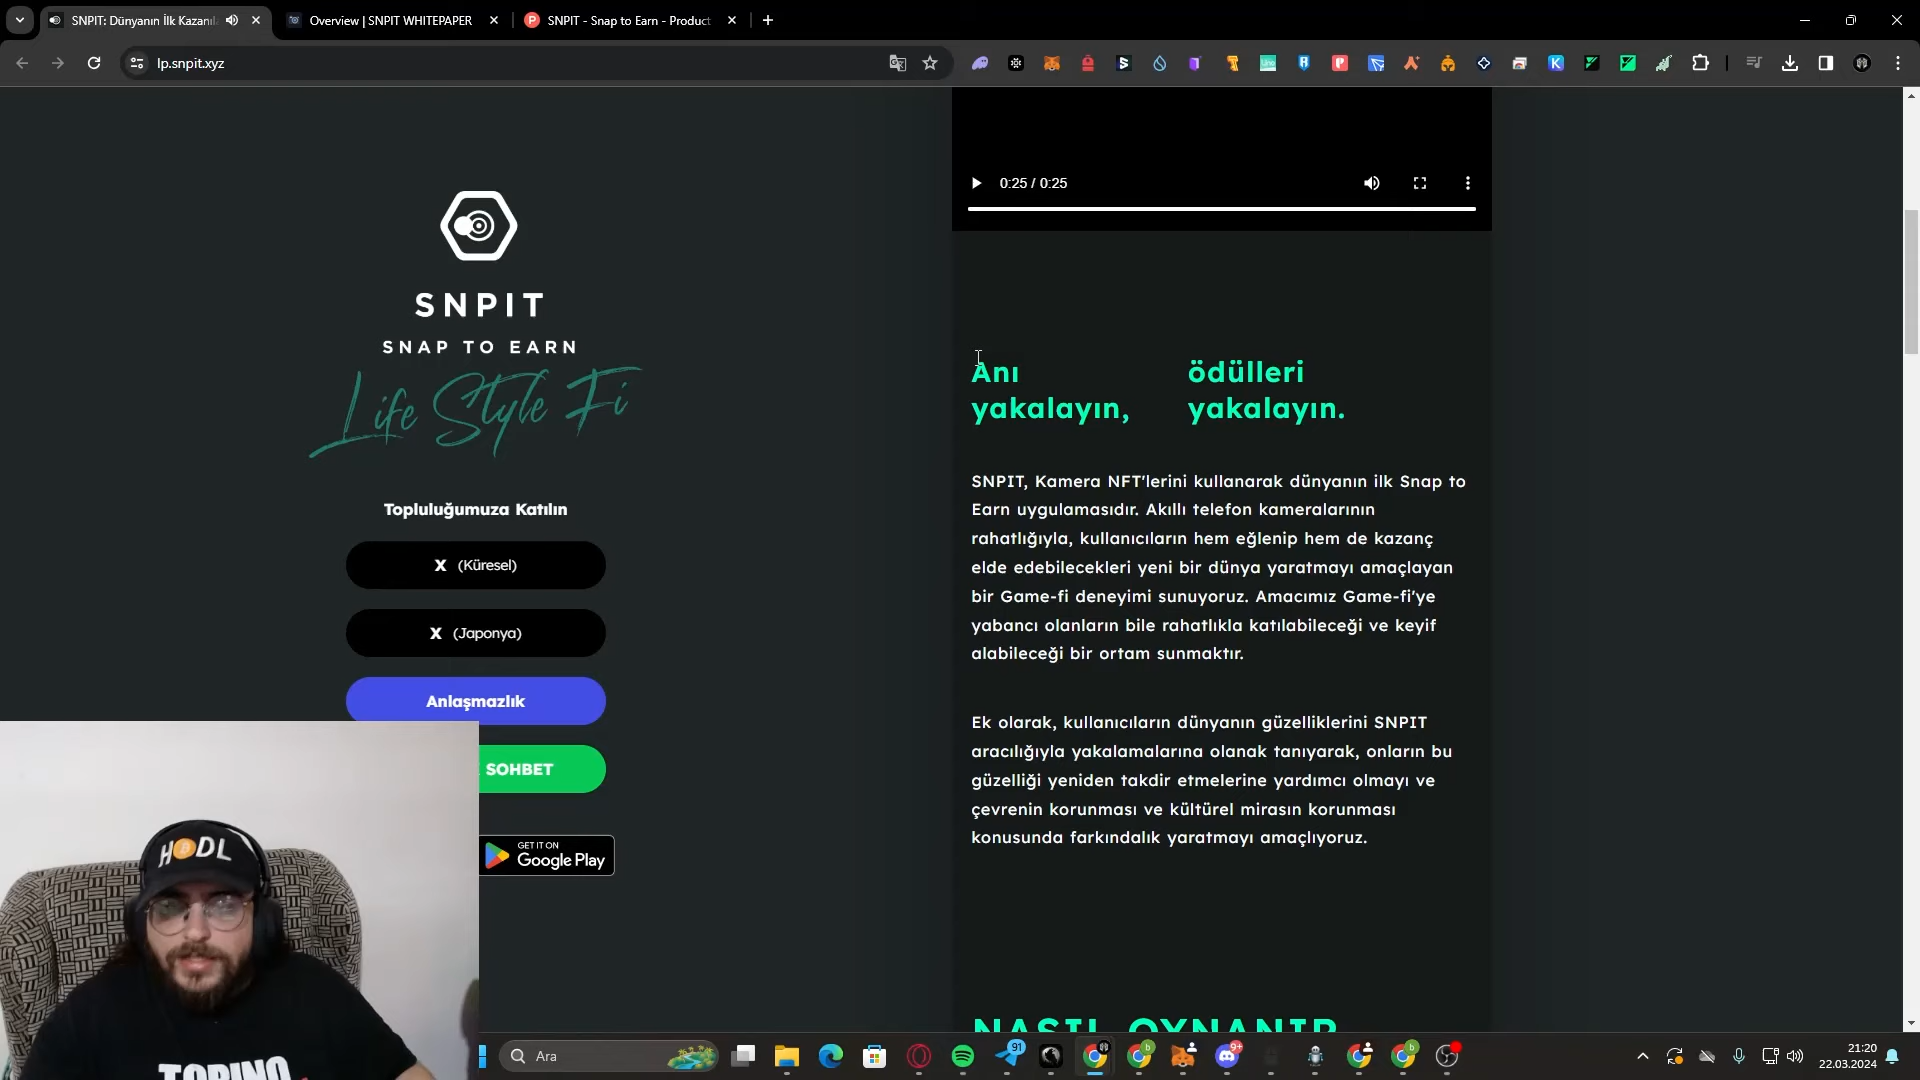 SNPIT: Dünyanın İlk Kazanıl
Overview | SNPIT WHITEPAPER
SNPIT - Snap to Earn - Product
lp.snpit.xyz
0:25 / 0:25
SNPIT
SNAP TO EARN
Life Style Fi
Topluluğumuza Katılın
X (Küresel)
X (Japonya)
Anlaşmazlık
SOHBET
GET IT ON
Google Play
Anı yakalayın,
ödülleri yakalayın.
SNPIT, Kamera NFT'lerini kullanarak dünyanın ilk Snap to
Earn uygulamasıdır. Akıllı telefon kameralarının
rahatlığıyla, kullanıcıların hem eğlenip hem de kazanç
elde edebilecekleri yeni bir dünya yaratmayı amaçlayan
bir Game-fi deneyimi sunuyoruz. Amacımız Game-fi'ye
yabancı olanların bile rahatlıkla katılabileceği ve keyif
alabileceği bir ortam sunmaktır.
Ek olarak, kullanıcıların dünyanın güzelliklerini SNPIT
aracılığıyla yakalamalarına olanak tanıyarak, onların bu
güzelliği yeniden takdir etmelerine yardımcı olmayı ve
çevrenin korunması ve kültürel mirasın korunması
konusunda farkındalık yaratmayı amaçlıyoruz.
NASIL OYNANIR
HODL
TORINO
Ara
91
9+
21:20
22.03.2024